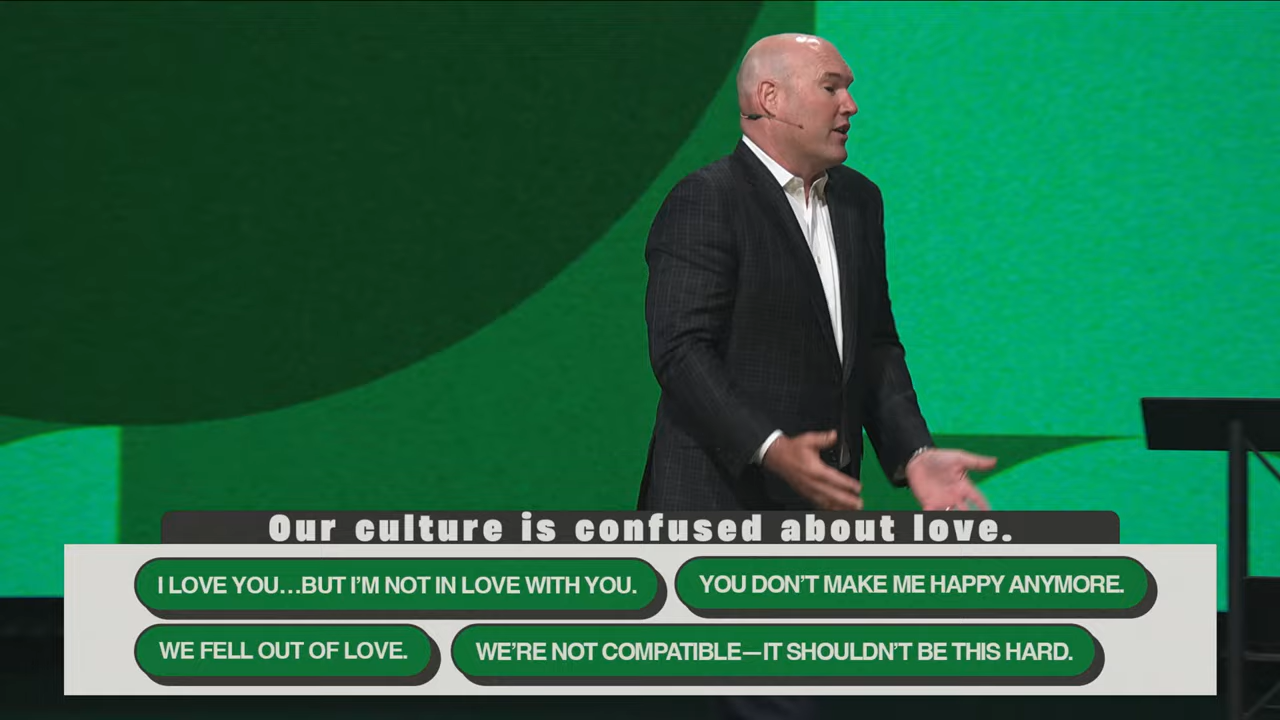 Our culture is confused about love.
I LOVE YOU...BUT I'M NOT IN LOVE WITH YOU.
YOU DON'T MAKE ME HAPPY ANYMORE.
WE FELL OUT OF LOVE.
WE'RE NOT COMPATIBLE—IT SHOULDN'T BE THIS HARD.